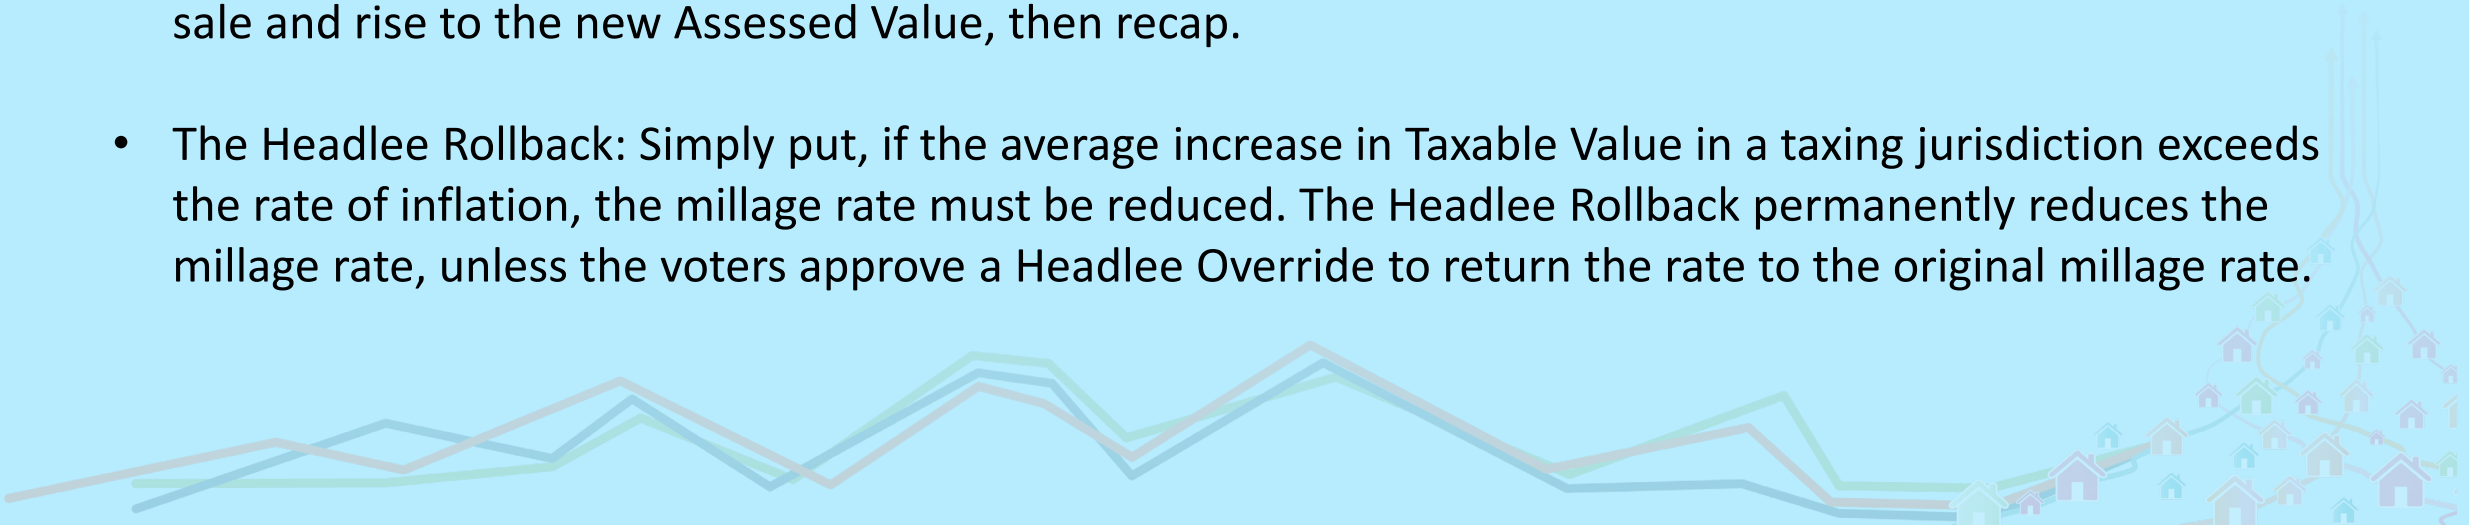 sale and rise to the new Assessed Value, then recap.
• The Headlee Rollback: Simply put, if the average increase in Taxable Value in a taxing jurisdiction exceeds
the rate of inflation, the millage rate must be reduced. The Headlee Rollback permanently reduces the
millage rate, unless the voters approve a Headlee Override to return the rate to the original millage rate.